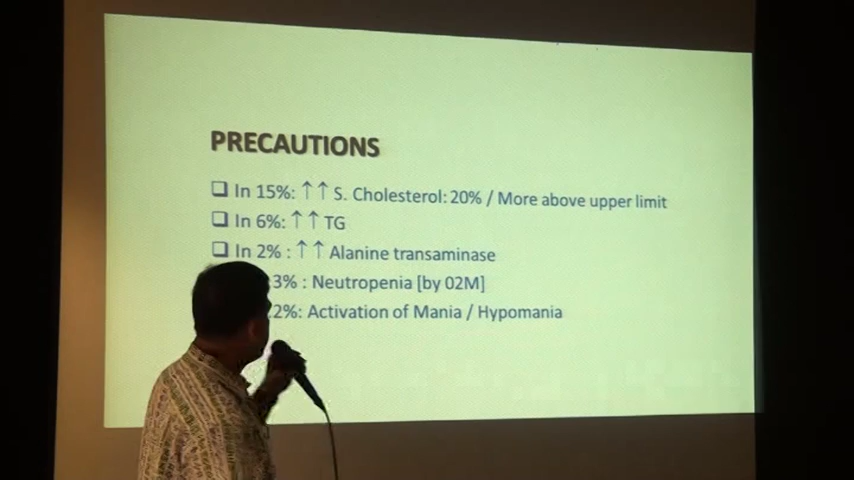 PRECAUTIONS
In 15%: ↑↑ S. Cholesterol: 20% / More above upper limit
In 6%: ↑↑ TG
In 2% : ↑↑ Alanine transaminase
3% : Neutropenia [by 02M]
.2%: Activation of Mania / Hypomania